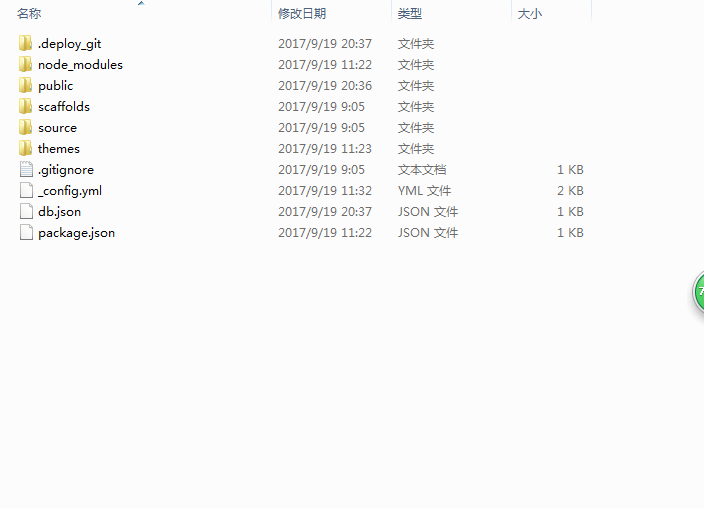 名称 修改日期 类型 大小
.deploy_git 2017/9/19 20:37 文件夹
node_modules 2017/9/19 11:22 文件夹
public 2017/9/19 20:36 文件夹
scaffolds 2017/9/19 9:05 文件夹
source 2017/9/19 9:05 文件夹
themes 2017/9/19 11:23 文件夹
.gitignore 2017/9/19 9:05 文本文档 1 KB
_config.yml 2017/9/19 11:32 YML 文件 2 KB
db.json 2017/9/19 20:37 JSON 文件 1 KB
package.json 2017/9/19 11:22 JSON 文件 1 KB